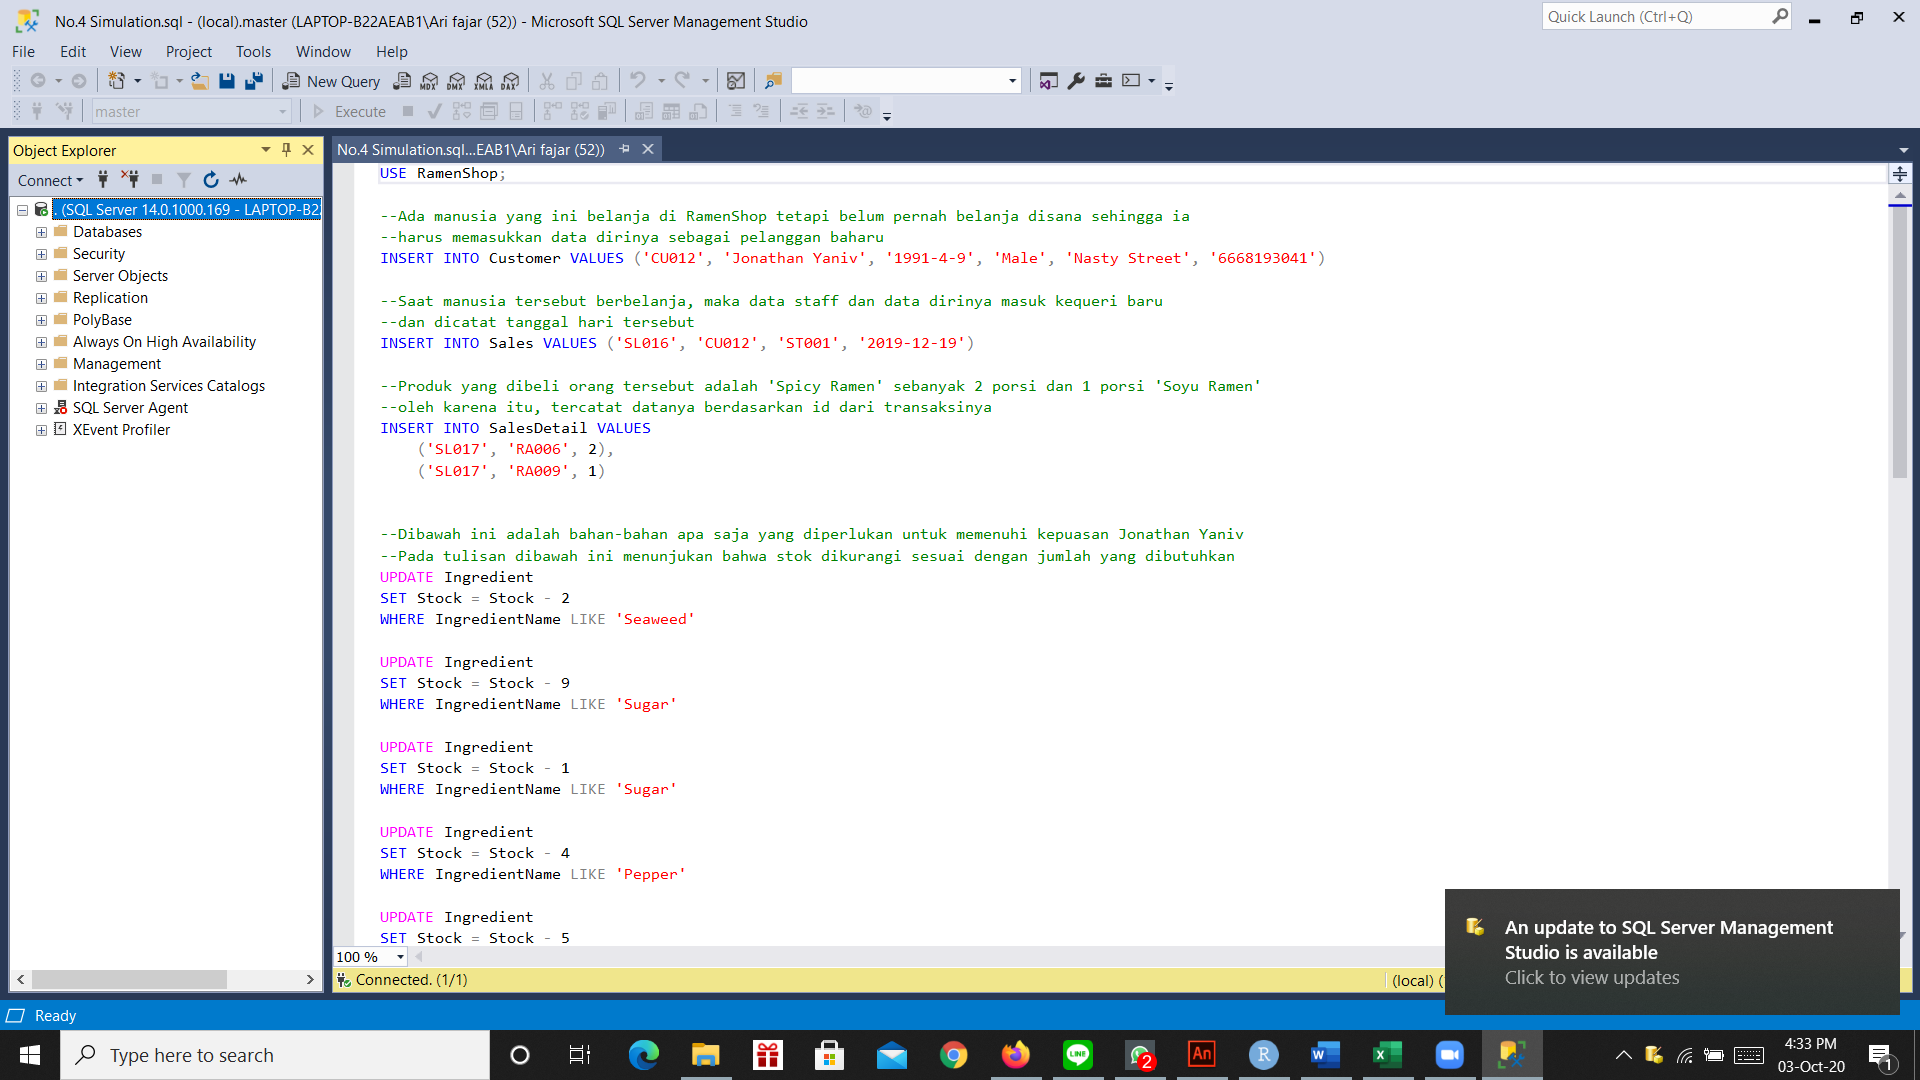 No.4 Simulation.sql - (local).master (LAPTOP-B22AEAB1\Ari fajar (52)) - Microsoft SQL Server Management Studio
Quick Launch (Ctrl+Q)
File Edit View Project Tools Window Help
New Query MDX DMX XMLA DAX
master Execute
Object Explorer
Connect
. (SQL Server 14.0.1000.169 - LAPTOP-B2
Databases
Security
Server Objects
Replication
PolyBase
Always On High Availability
Management
Integration Services Catalogs
SQL Server Agent
XEvent Profiler
No.4 Simulation.sql...EAB1\Ari fajar (52))
USE RamenShop;
--Ada manusia yang ini belanja di RamenShop tetapi belum pernah belanja disana sehingga ia
--harus memasukkan data dirinya sebagai pelanggan baharu
INSERT INTO Customer VALUES ('CU012', 'Jonathan Yaniv', '1991-4-9', 'Male', 'Nasty Street', '6668193041')
--Saat manusia tersebut berbelanja, maka data staff dan data dirinya masuk kequeri baru
--dan dicatat tanggal hari tersebut
INSERT INTO Sales VALUES ('SL016', 'CU012', 'ST001', '2019-12-19')
--Produk yang dibeli orang tersebut adalah 'Spicy Ramen' sebanyak 2 porsi dan 1 porsi 'Soyu Ramen'
--oleh karena itu, tercatat datanya berdasarkan id dari transaksinya
INSERT INTO SalesDetail VALUES
('SL017', 'RA006', 2),
('SL017', 'RA009', 1)
--Dibawah ini adalah bahan-bahan apa saja yang diperlukan untuk memenuhi kepuasan Jonathan Yaniv
--Pada tulisan dibawah ini menunjukan bahwa stok dikurangi sesuai dengan jumlah yang dibutuhkan
UPDATE Ingredient
SET Stock = Stock - 2
WHERE IngredientName LIKE 'Seaweed'
UPDATE Ingredient
SET Stock = Stock - 9
WHERE IngredientName LIKE 'Sugar'
UPDATE Ingredient
SET Stock = Stock - 1
WHERE IngredientName LIKE 'Sugar'
UPDATE Ingredient
SET Stock = Stock - 4
WHERE IngredientName LIKE 'Pepper'
UPDATE Ingredient
SET Stock = Stock - 5
100 %
Connected. (1/1)
(local) (
An update to SQL Server Management
Studio is available
Click to view updates
Ready
Type here to search
LINE
2
An
R
W
X
4:33 PM
03-Oct-20
1